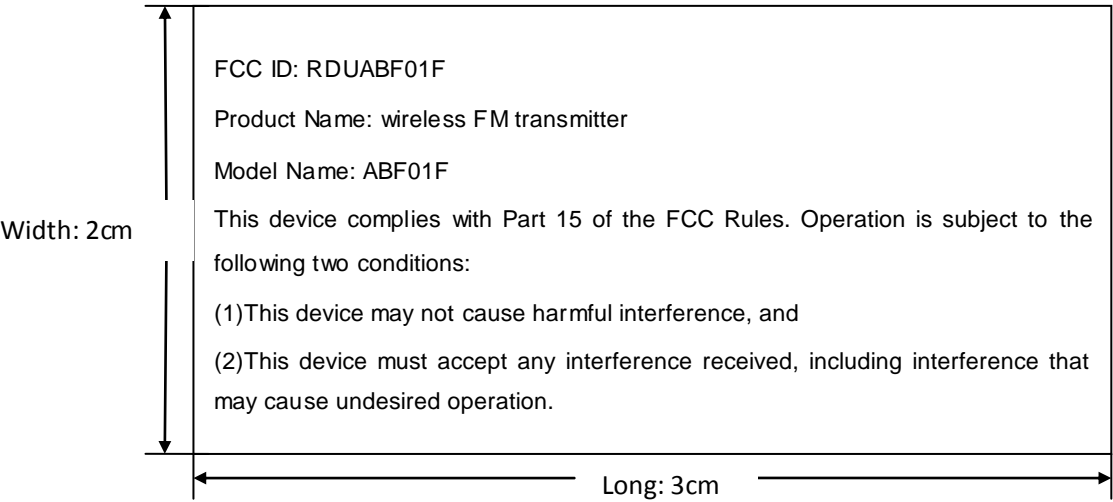 FCC ID: RDUABF01F
Product Name: wireless FM transmitter
Model Name: ABF01F
Width: 2cm
This device complies with Part 15 of the FCC Rules. Operation is subject to the
following two conditions:
(1)This device may not cause harmful interference, and
(2)This device must accept any interference received, including interference that
may cause undesired operation.
Long: 3cm